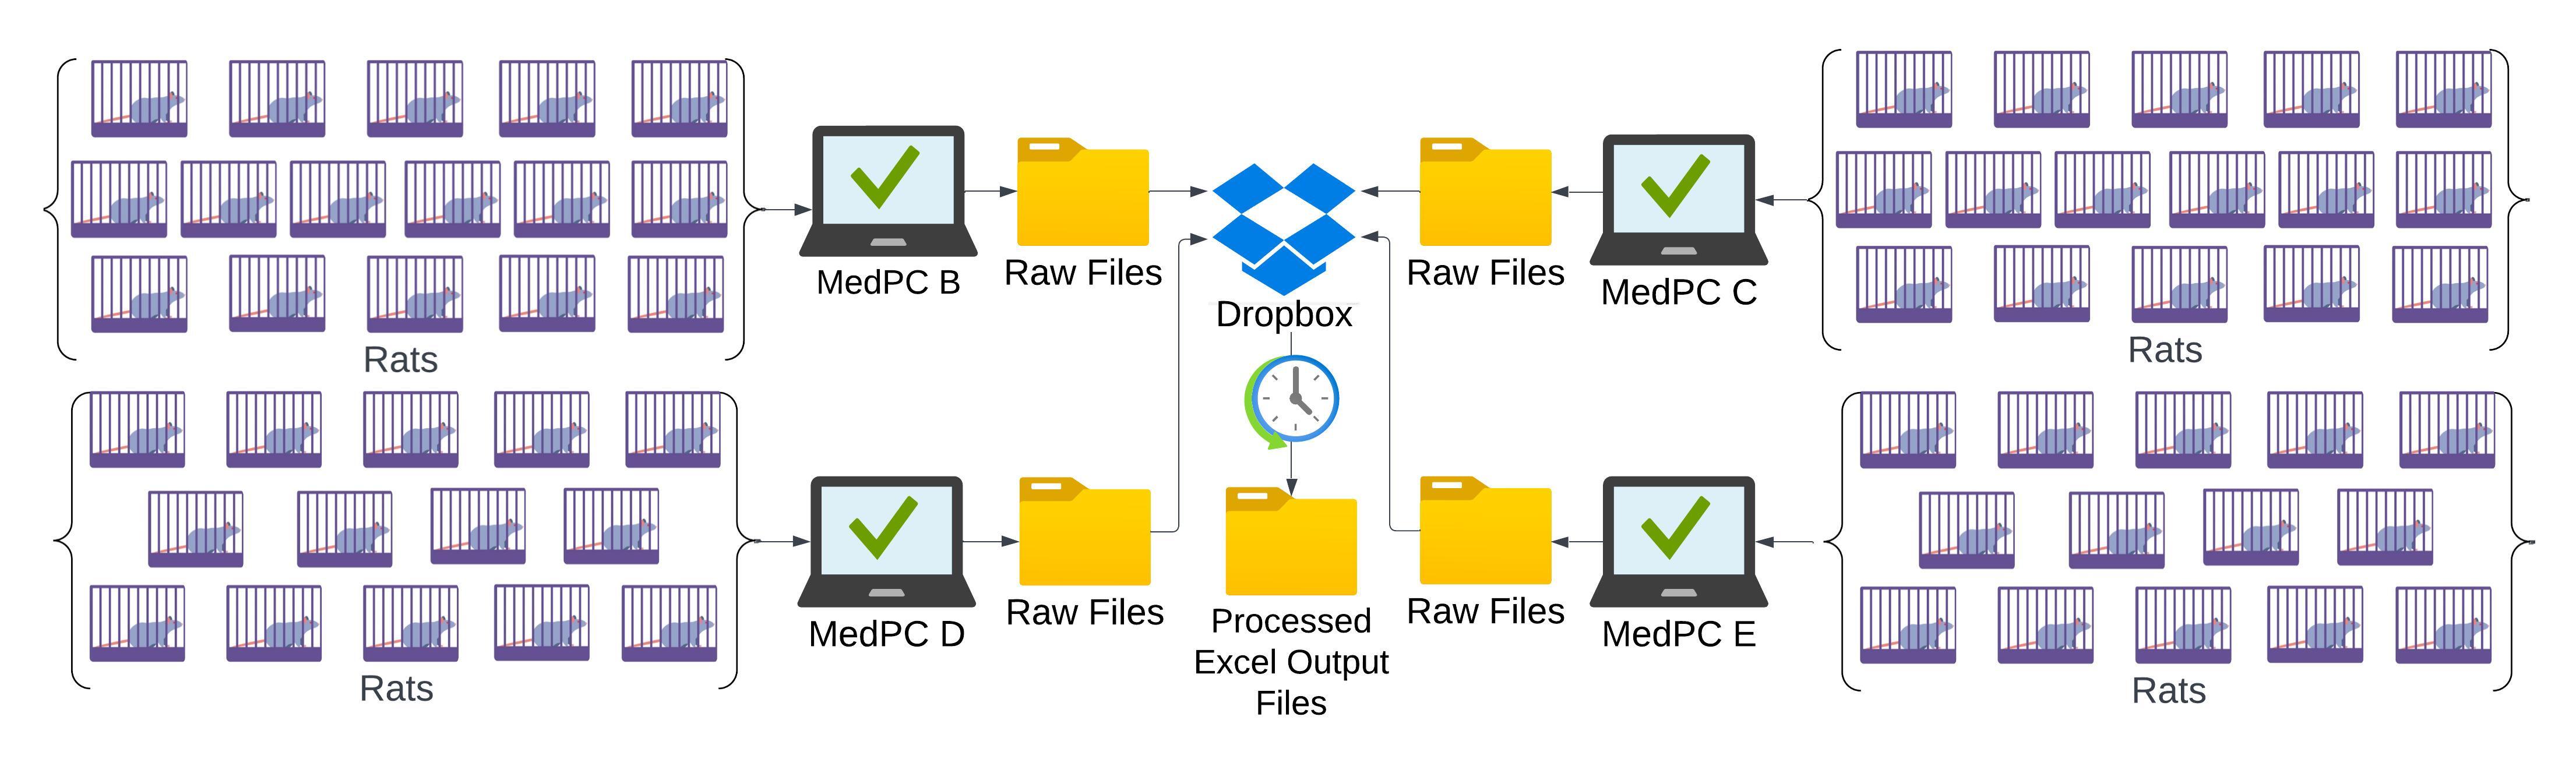 MedPC B
Raw Files
Dropbox
Raw Files
MedPC C
Rats
Rats
MedPC D
Raw Files
Processed
Excel Output
Files
Raw Files
MedPC E
Rats
Rats